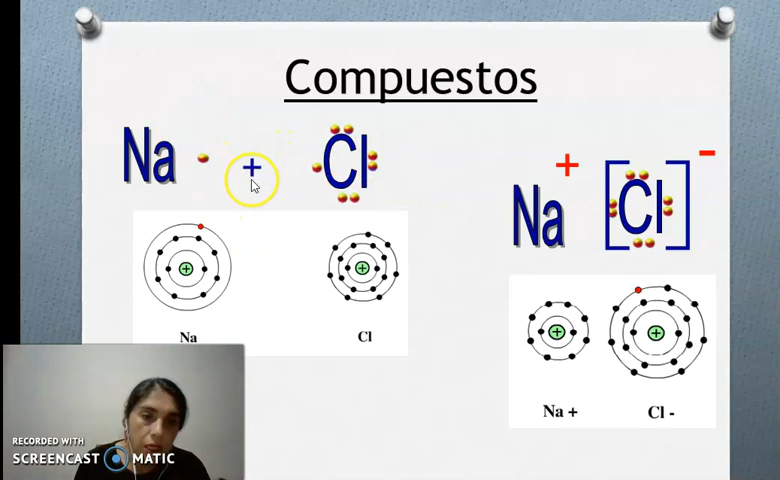 Compuestos
Na + Cl
Na + [Cl] -
Na Cl
Na + Cl -
RECORDED WITH
SCREENCAST MATIC